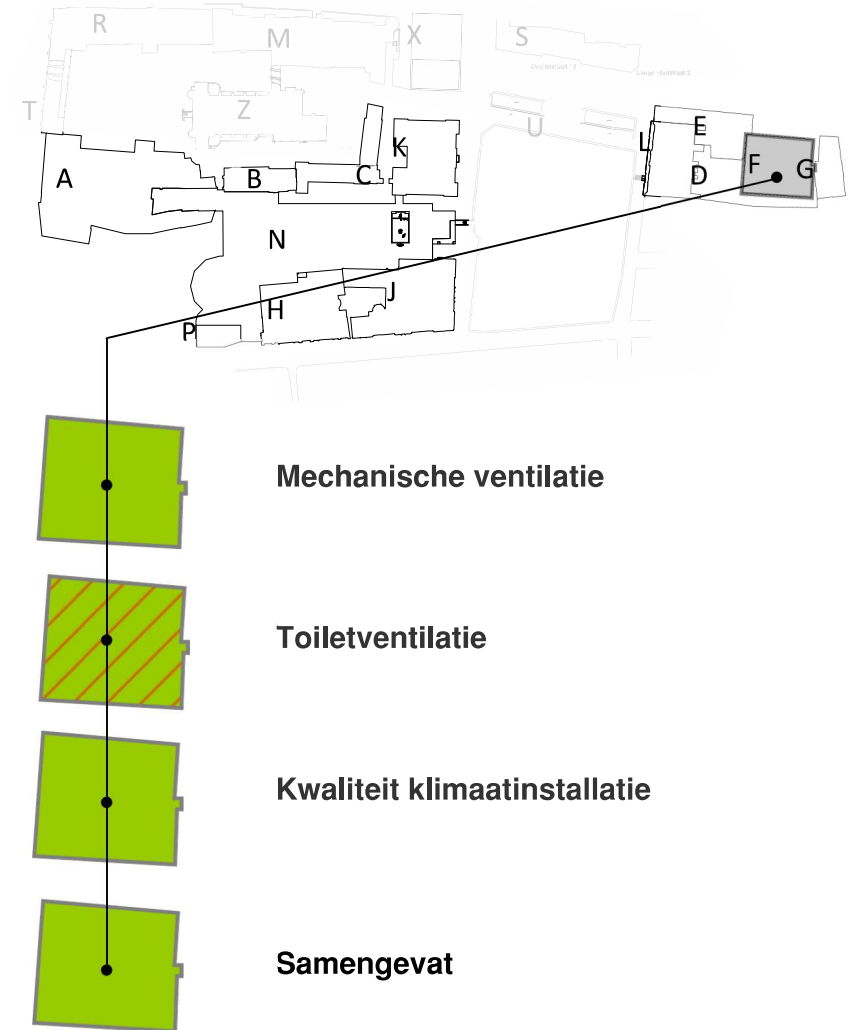 R
M
X
S
T
Z
U
A
B
C
K
L
E
F
G
D
N
H
J
P
Mechanische ventilatie
Toiletventilatie
Kwaliteit klimaatinstallatie
Samengevat